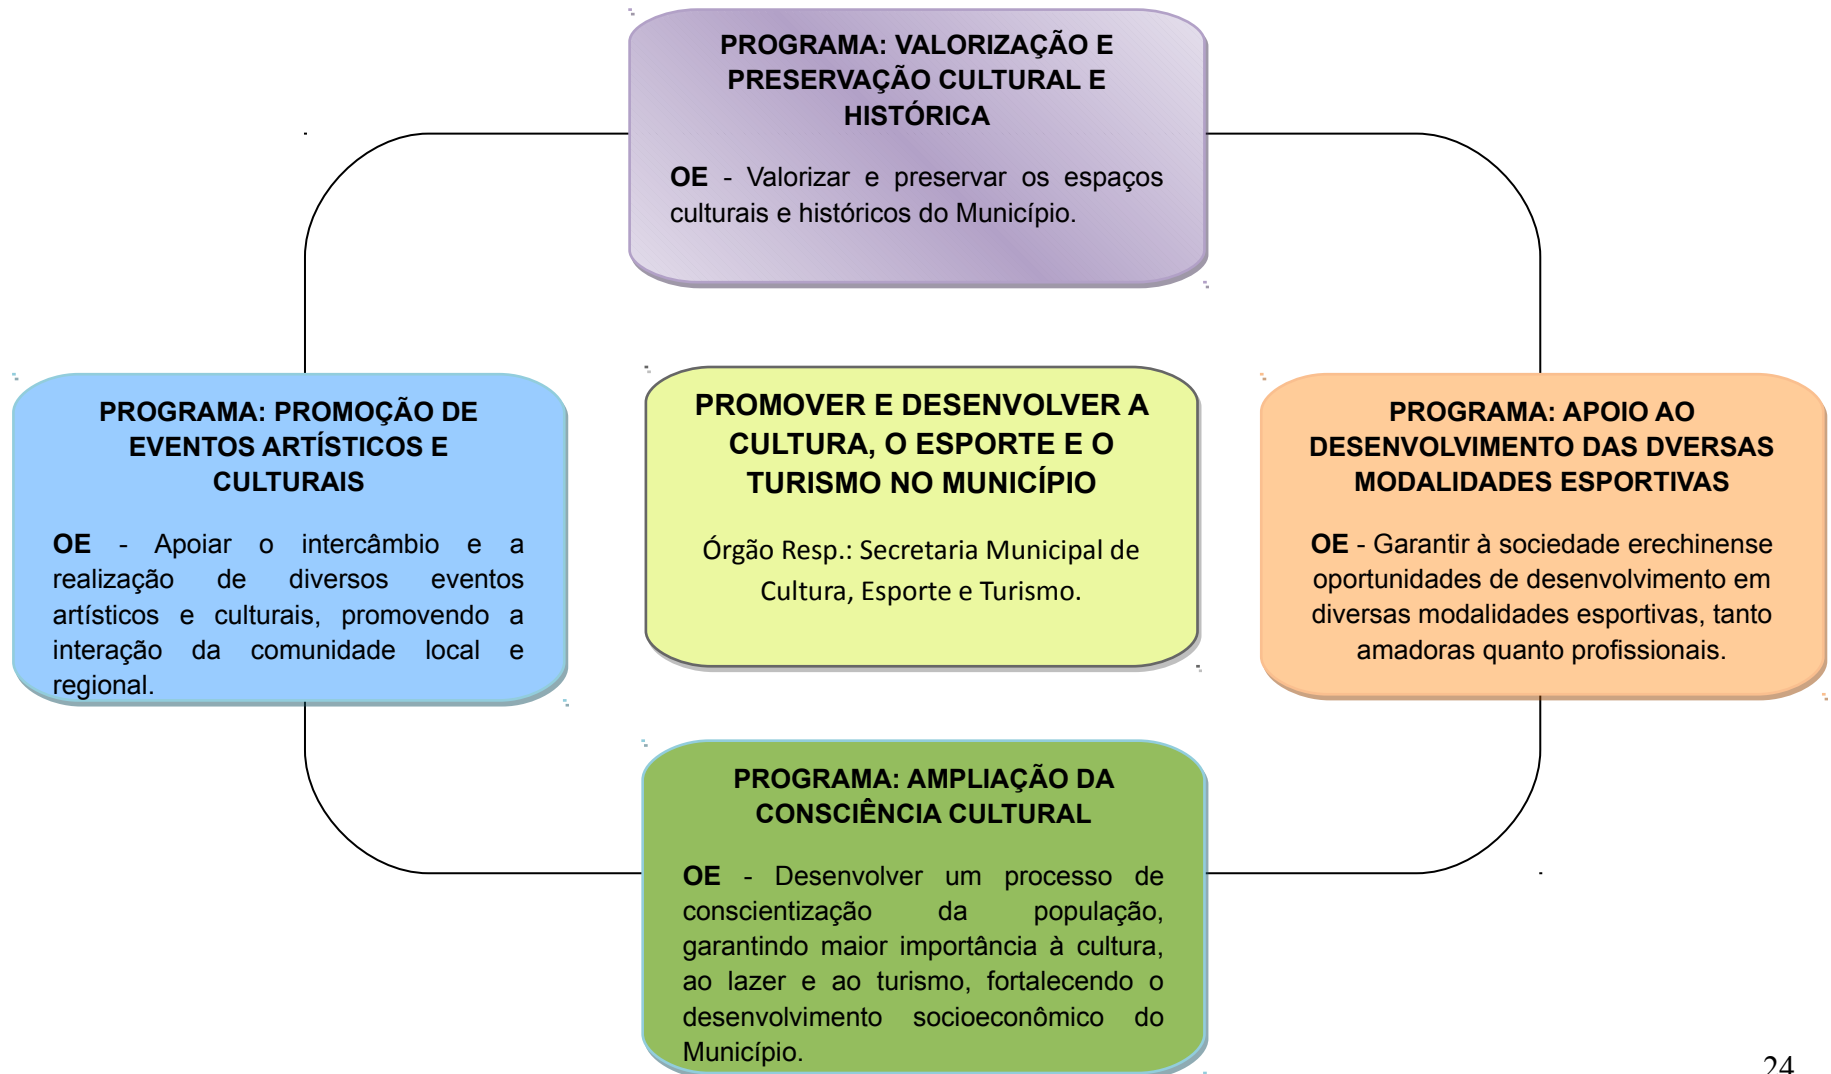 PROGRAMA: VALORIZAÇÃO E
PRESERVAÇÃO CULTURAL E
HISTÓRICA
OE - Valorizar e preservar os espaços
culturais e históricos do Município.
PROGRAMA: PROMOÇÃO DE
EVENTOS ARTÍSTICOS E
CULTURAIS
OE - Apoiar o intercâmbio e a
realização de diversos eventos
artísticos e culturais, promovendo a
interação da comunidade local e
regional.
PROMOVER E DESENVOLVER A
CULTURA, O ESPORTE E O
TURISMO NO MUNICÍPIO
Órgão Resp.: Secretaria Municipal de
Cultura, Esporte e Turismo.
PROGRAMA: APOIO AO
DESENVOLVIMENTO DAS DVERSAS
MODALIDADES ESPORTIVAS
OE - Garantir à sociedade erechinense
oportunidades de desenvolvimento em
diversas modalidades esportivas, tanto
amadoras quanto profissionais.
PROGRAMA: AMPLIAÇÃO DA
CONSCIÊNCIA CULTURAL
OE - Desenvolver um processo de
conscientização da população,
garantindo maior importância à cultura,
ao lazer e ao turismo, fortalecendo o
desenvolvimento socioeconômico do
Município.
24